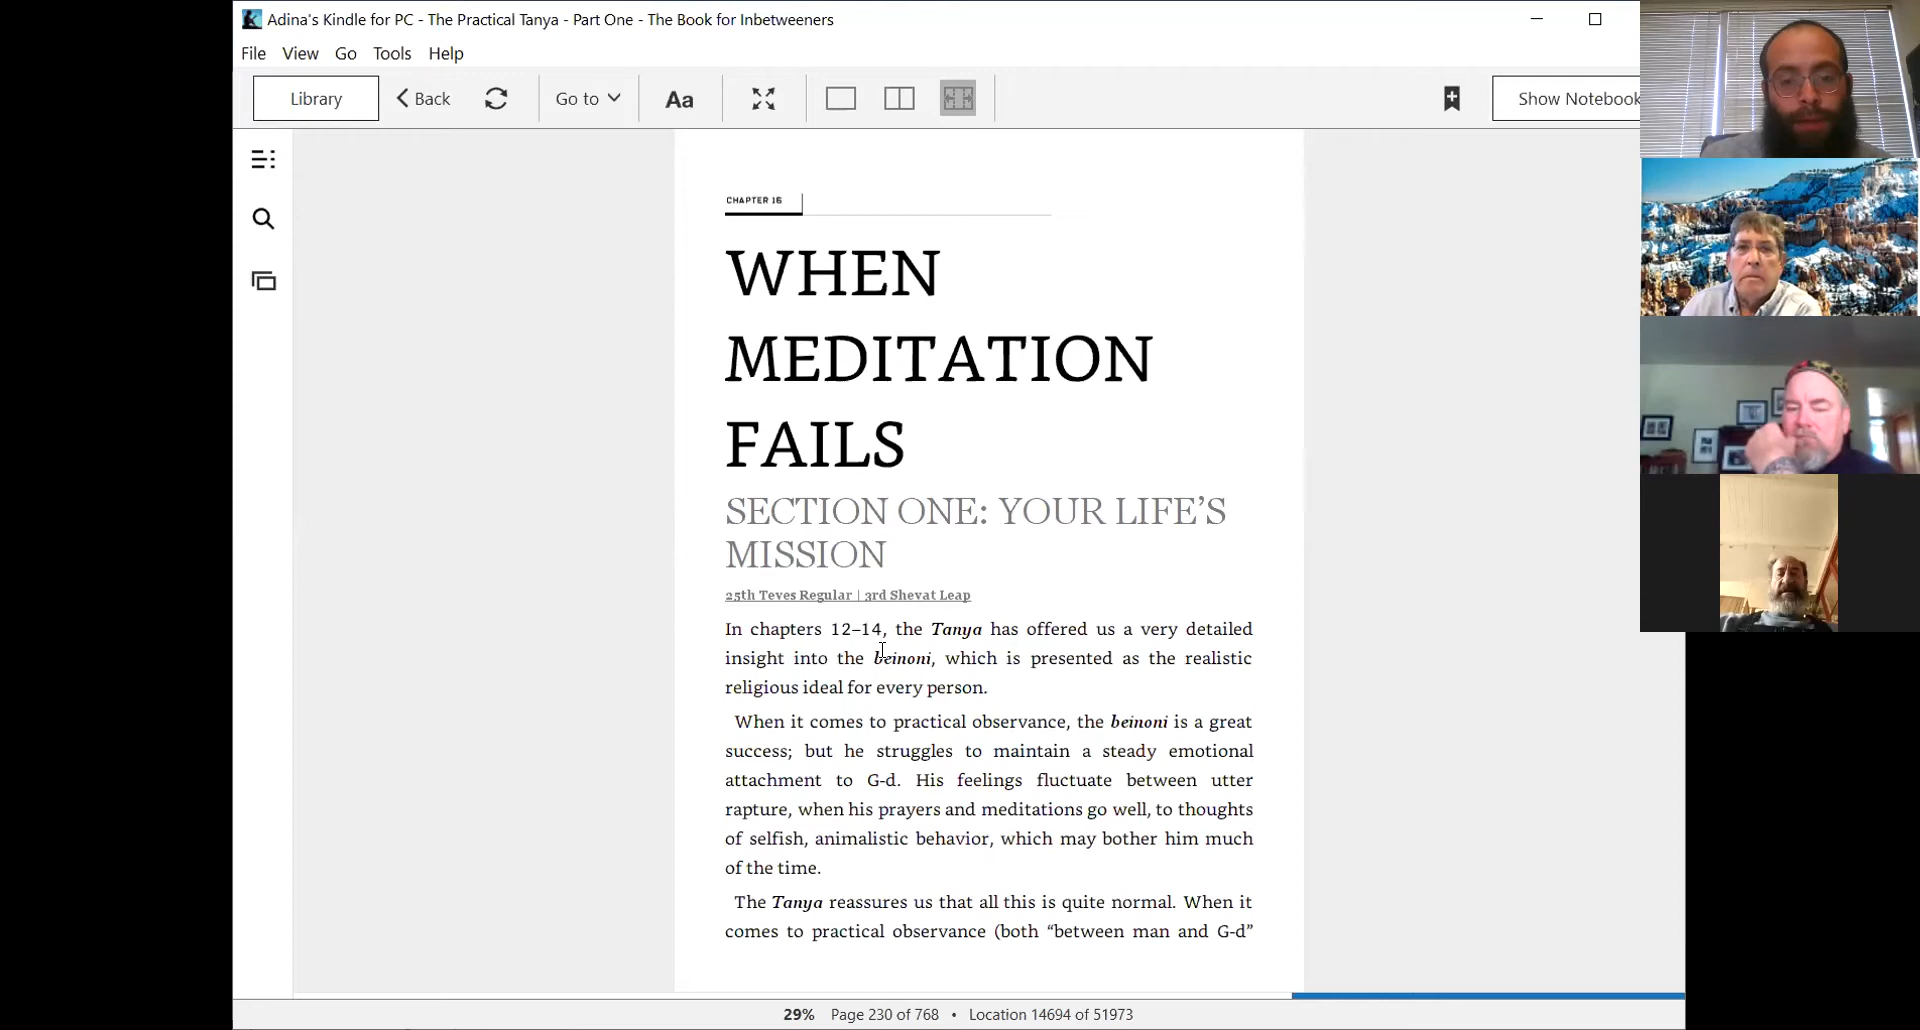 Adina's Kindle for PC - The Practical Tanya - Part One - The Book for Inbetweeners
File View Go Tools Help
Library Back Go to Aa Show Notebook
CHAPTER 16
WHEN
MEDITATION
FAILS
SECTION ONE: YOUR LIFE’S
MISSION
25th Teves Regular | 3rd Shevat Leap
In chapters 12–14, the Tanya has offered us a very detailed
insight into the beinoni, which is presented as the realistic
religious ideal for every person.
When it comes to practical observance, the beinoni is a great
success; but he struggles to maintain a steady emotional
attachment to G-d. His feelings fluctuate between utter
rapture, when his prayers and meditations go well, to thoughts
of selfish, animalistic behavior, which may bother him much
of the time.
The Tanya reassures us that all this is quite normal. When it
comes to practical observance (both “between man and G-d”
29% Page 230 of 768 • Location 14694 of 51973